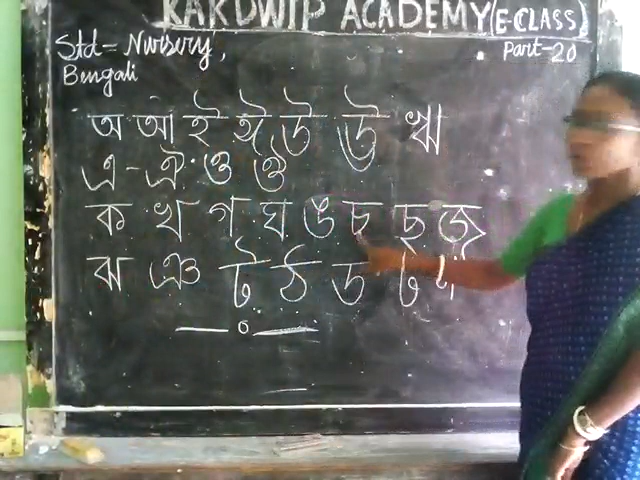 KAKDWIP ACADEMY (E-CLASS)
Std = Nursery,
Part-20
Bengali
অ আ ই ঈ উ ঊ ঋ
এ - ঐ ও ঔ
ক খ গ ঘ ঙ চ ছ জ
ঝ ঞ ট ঠ ড ঢ